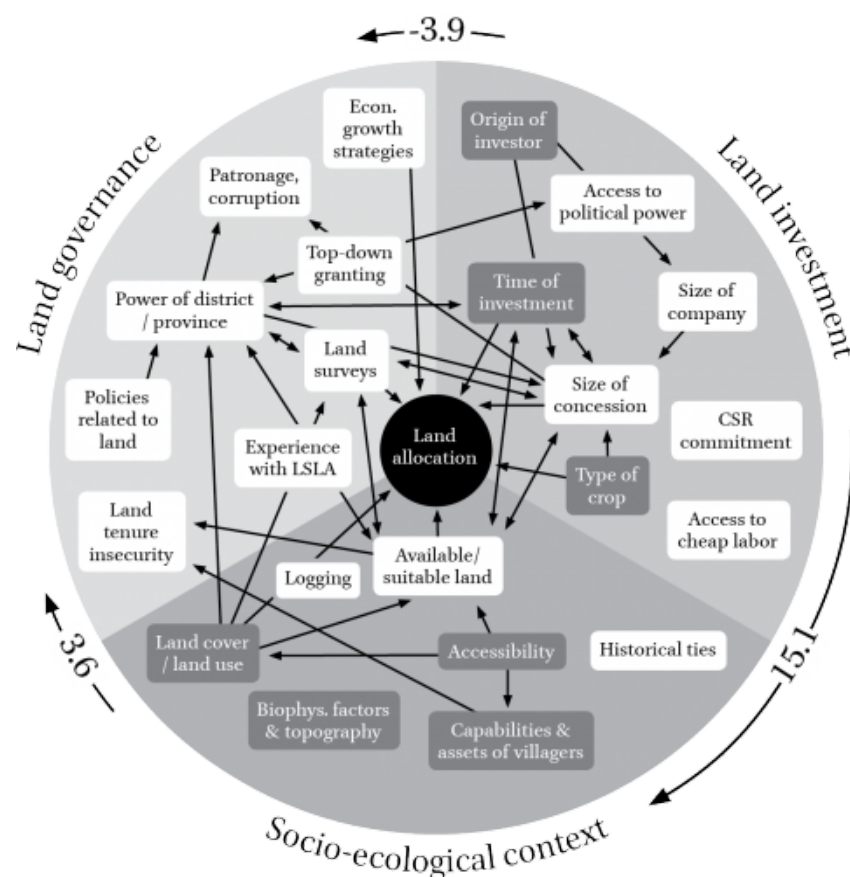 -3.9
Land governance
Land investment
Econ.
growth
strategies
Origin of
investor
Patronage,
corruption
Access to
political power
Top-down
granting
Power of district
/ province
Time of
investment
Size of
company
Land
surveys
Size of
concession
Policies
related to
land
CSR
commitment
Experience
with LSLA
Land
allocation
Type of
crop
Land
tenure
insecurity
Access to
cheap labor
Available/
suitable land
Logging
Land cover
/ land use
Accessibility
Historical ties
3.6
15.1
Biophys. factors
& topography
Capabilities &
assets of villagers
Socio-ecological context